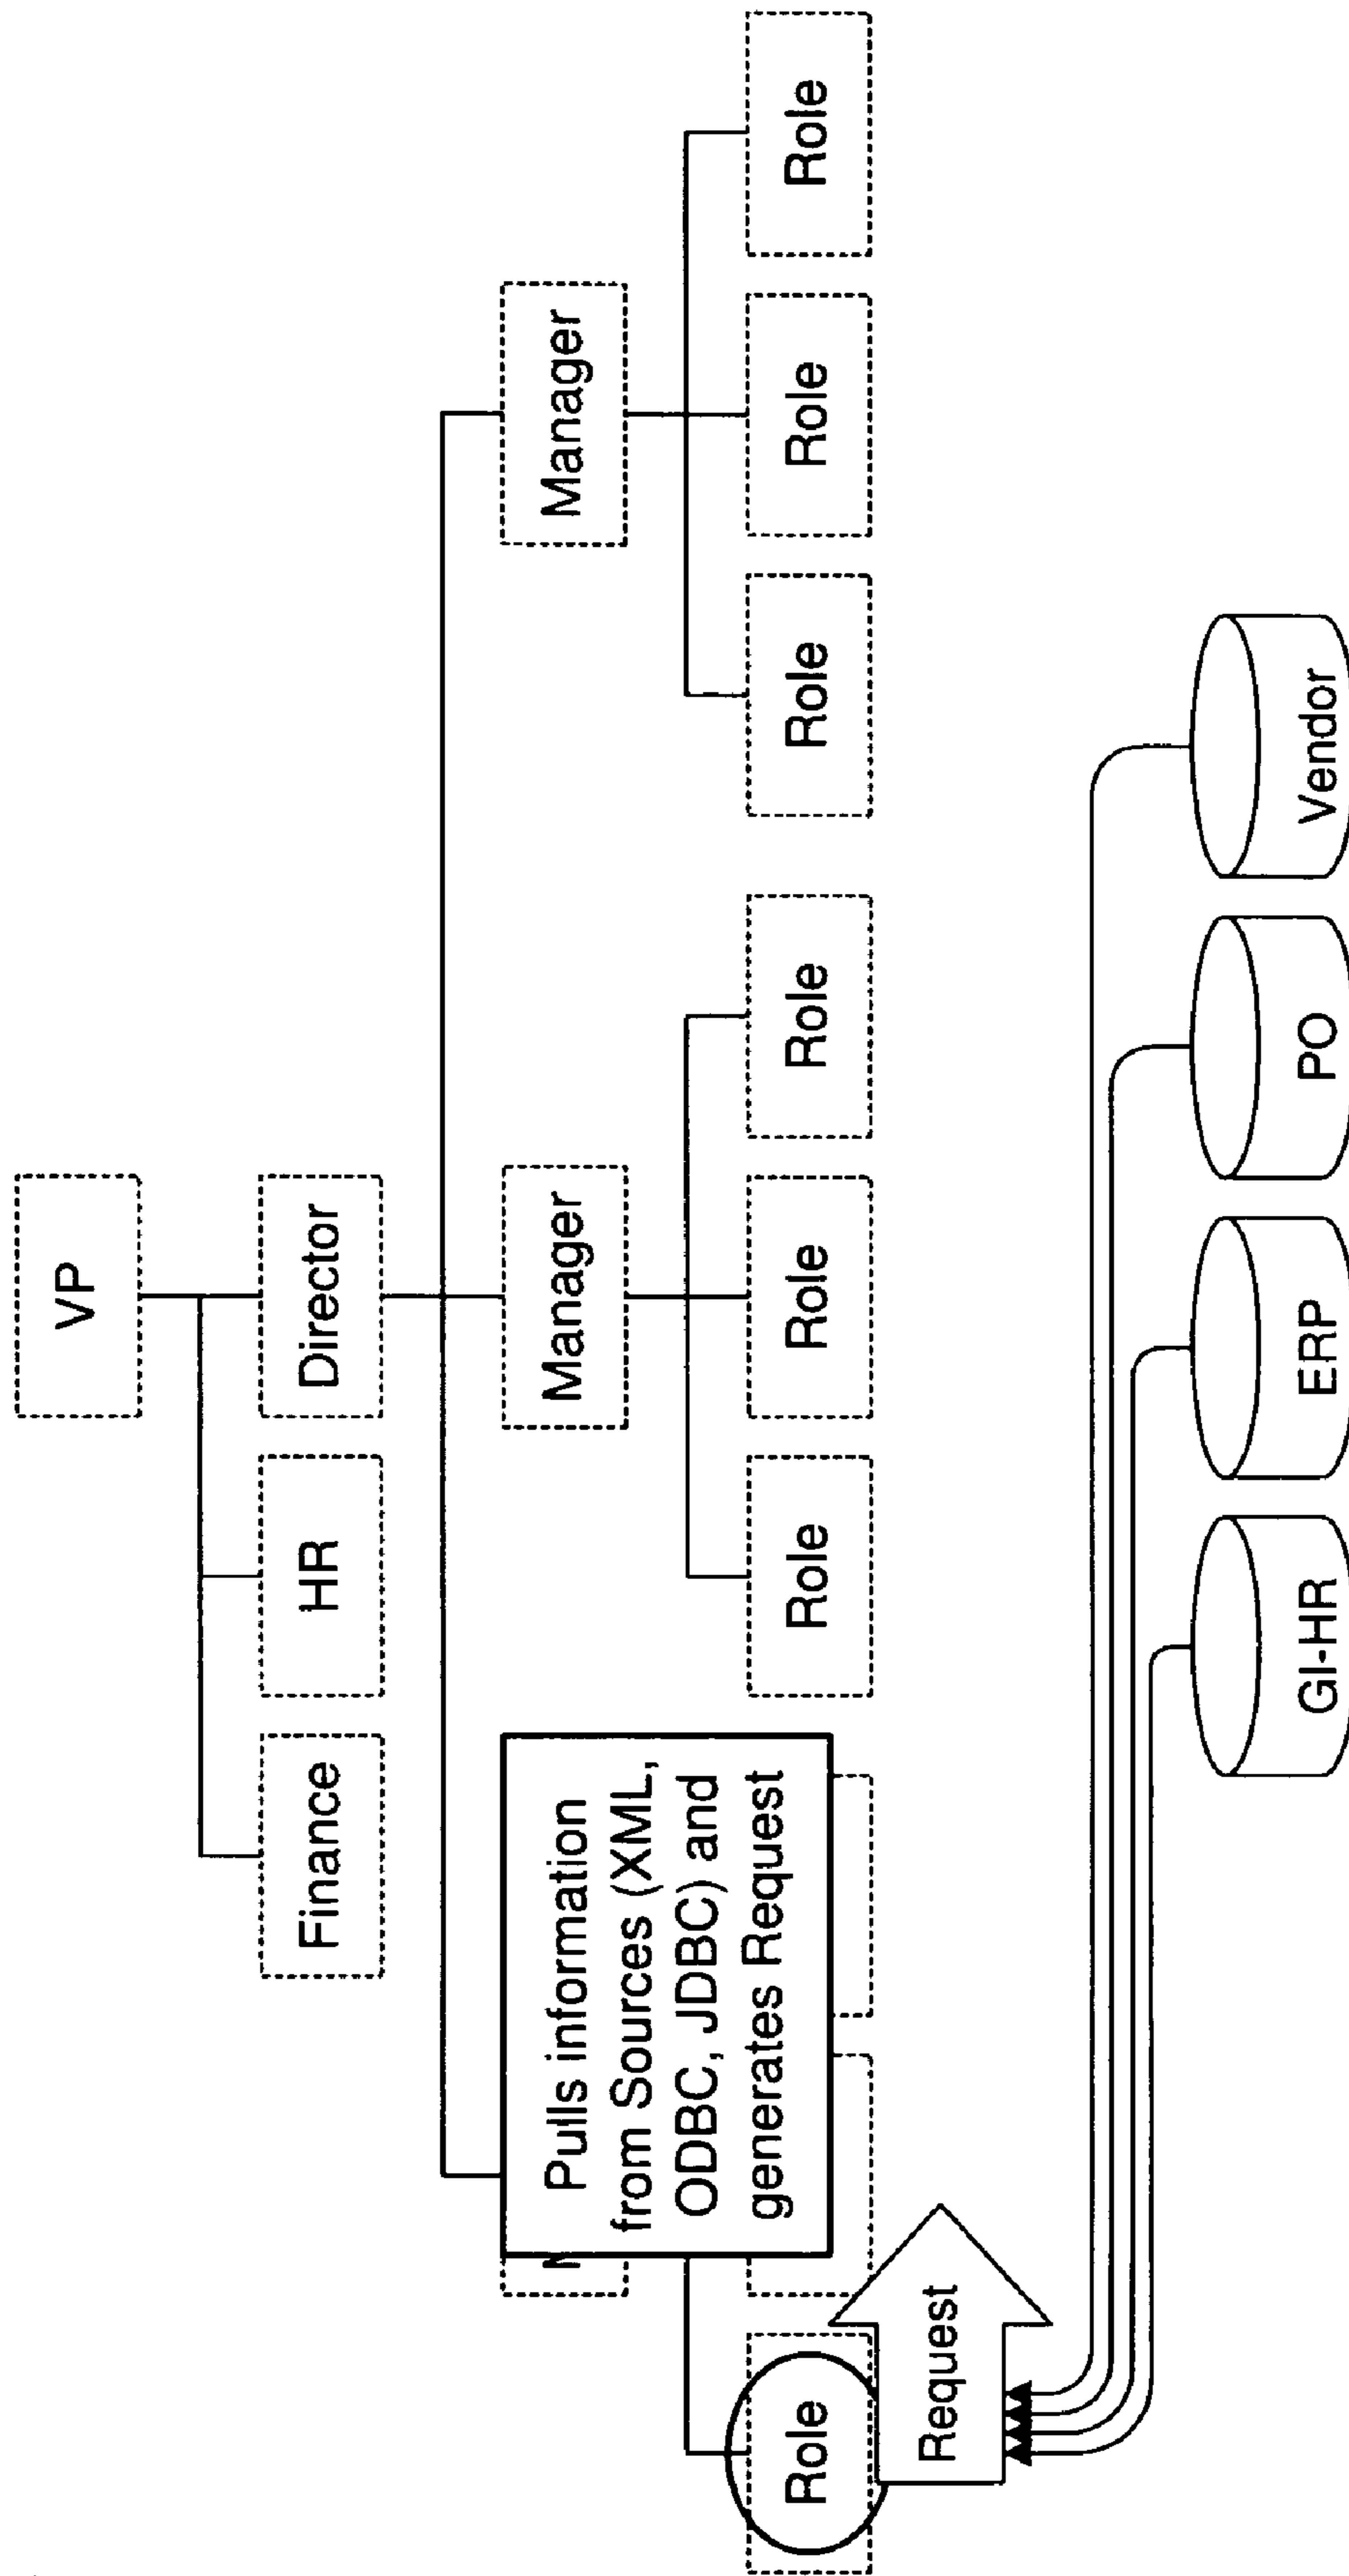 VP
Finance
HR
Director
Pulls information
from Sources (XML,
ODBC, JDBC) and
generates Request
Manager
Manager
Role
Role
Role
Role
Role
Role
Role
Request
GI-HR
ERP
PO
Vendor